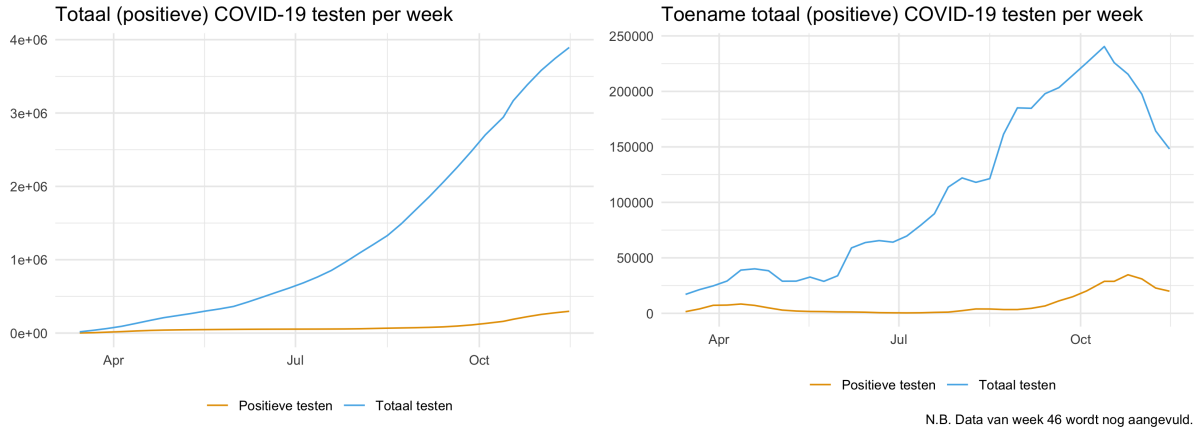 Totaal (positieve) COVID-19 testen per week
4e+06
3e+06
2e+06
1e+06
0e+00
Apr
Jul
Oct
Positieve testen
Totaal testen
Toename totaal (positieve) COVID-19 testen per week
250000
200000
150000
100000
50000
0
Apr
Jul
Oct
Positieve testen
Totaal testen
N.B. Data van week 46 wordt nog aangevuld.